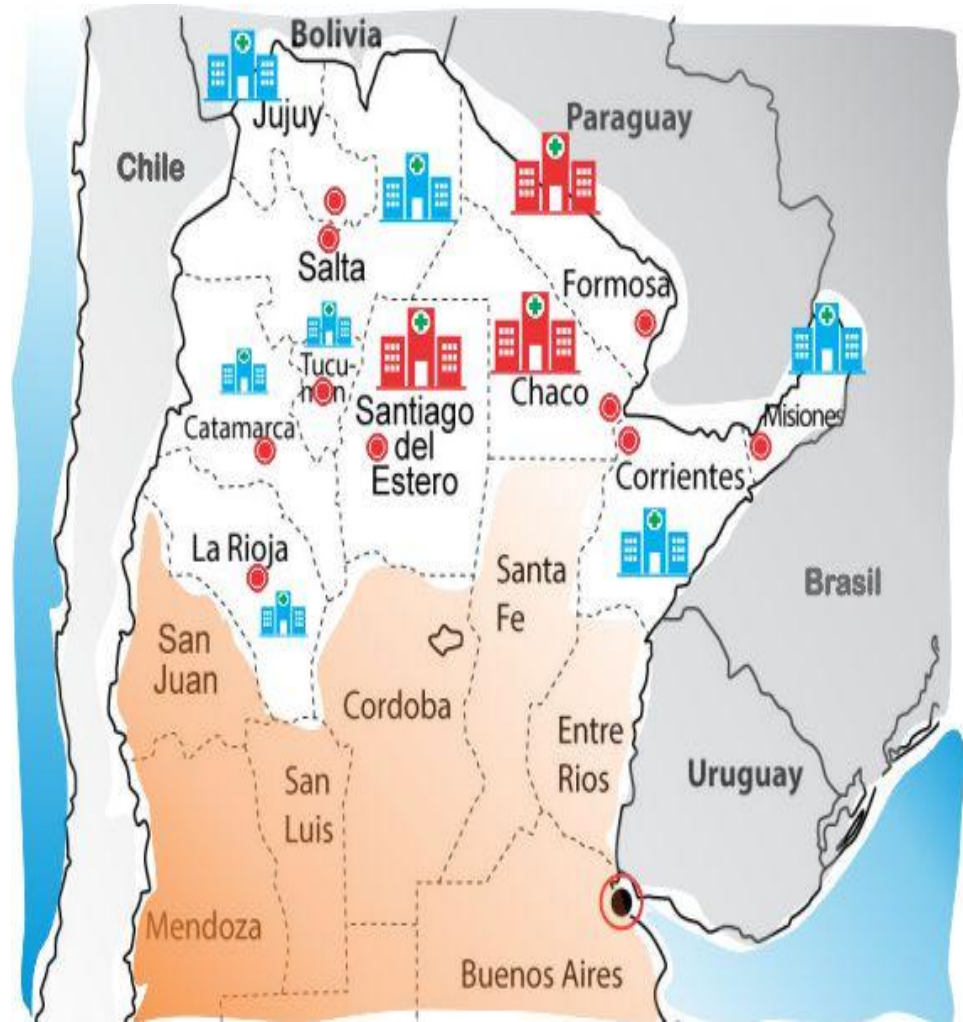 Bolivia
Jujuy
Paraguay
Chile
Salta
Formosa
Tucu-
mán
Chaco
Misiones
Catamarca
Santiago
del
Estero
Corrientes
La Rioja
Santa
Fe
Brasil
San
Juan
Cordoba
Entre
Rios
San
Luis
Uruguay
Mendoza
Buenos Aires